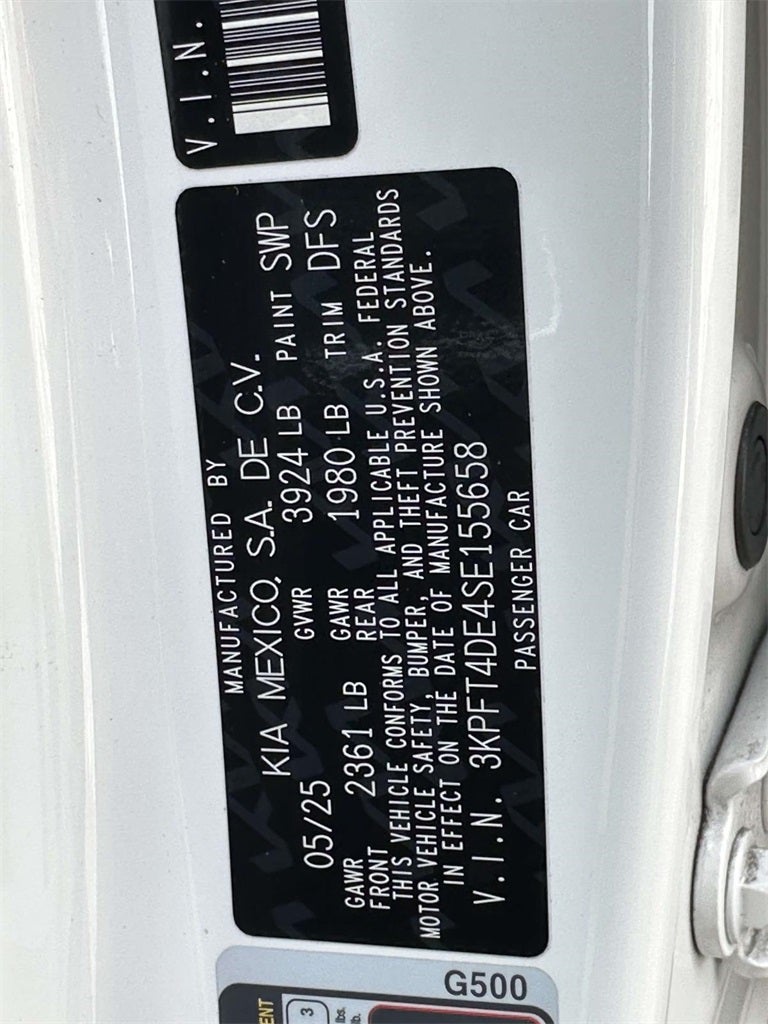 V.I.N.
MANUFACTURED BY
KIA MEXICO, S.A. DE C.V.
05/25 GVWR 3924 LB PAINT SWP
GAWR FRONT 2361 LB GAWR REAR 1980 LB TRIM DFS
THIS VEHICLE CONFORMS TO ALL APPLICABLE U.S.A. FEDERAL
MOTOR VEHICLE SAFETY, BUMPER, AND THEFT PREVENTION STANDARDS
IN EFFECT ON THE DATE OF MANUFACTURE SHOWN ABOVE.
V.I.N. 3KPFT4DE4SE155658
PASSENGER CAR
G500
3
lbs.